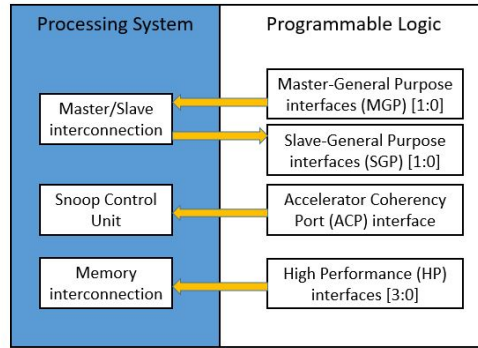 Processing System
Programmable Logic
Master/Slave
interconnection
Master-General Purpose
interfaces (MGP) [1:0]
Slave-General Purpose
interfaces (SGP) [1:0]
Snoop Control
Unit
Accelerator Coherency
Port (ACP) interface
Memory
interconnection
High Performance (HP)
interfaces [3:0]